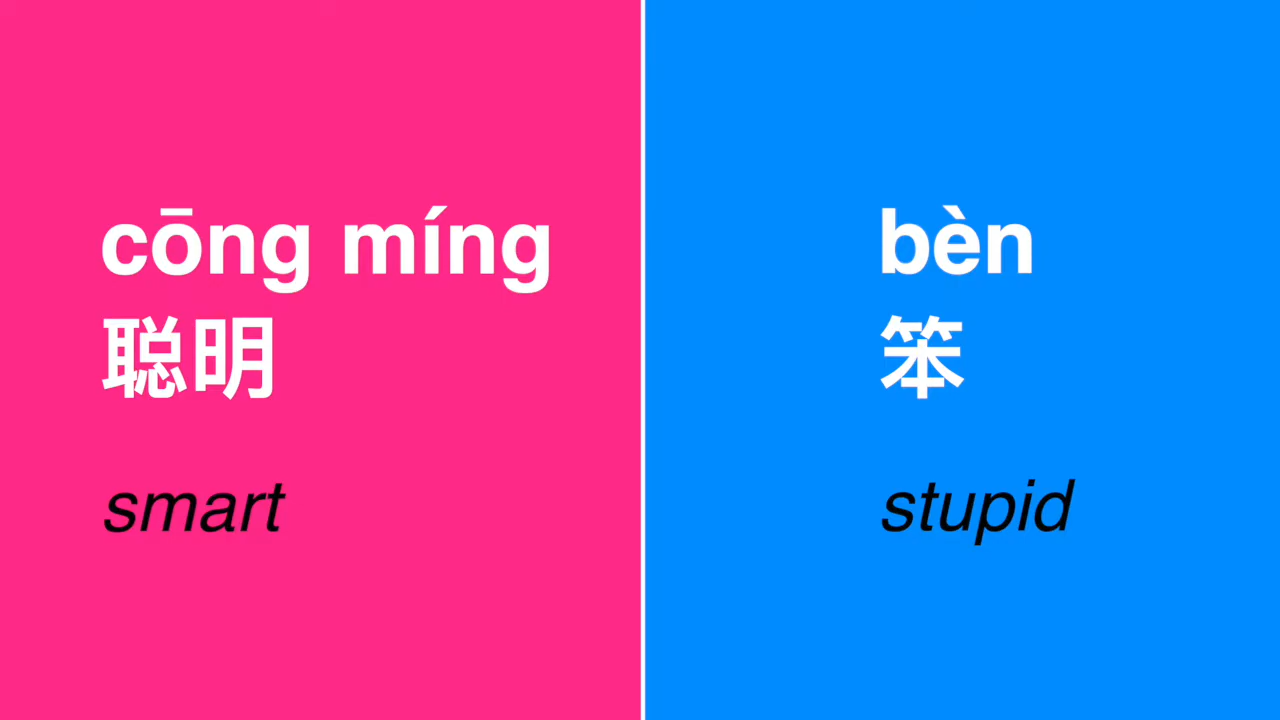 cōng míng
聪明
smart
bèn
笨
stupid